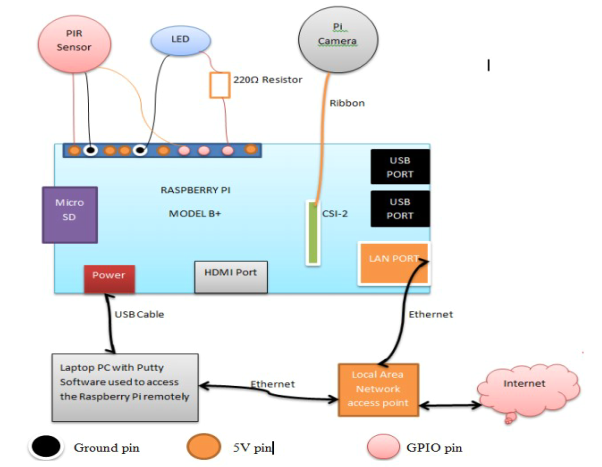 PIR
Sensor
LED
Pi
Camera
220Ω Resistor
Ribbon
USB
PORT
RASPBERRY PI
MODEL B+
Micro
SD
CSI-2
USB
PORT
LAN PORT
Power
HDMI Port
USB Cable
Ethernet
Laptop PC with Putty
Software used to access
the Raspberry Pi remotely
Ethernet
Local Area
Network
access point
Internet
Ground pin
5V pin
GPIO pin